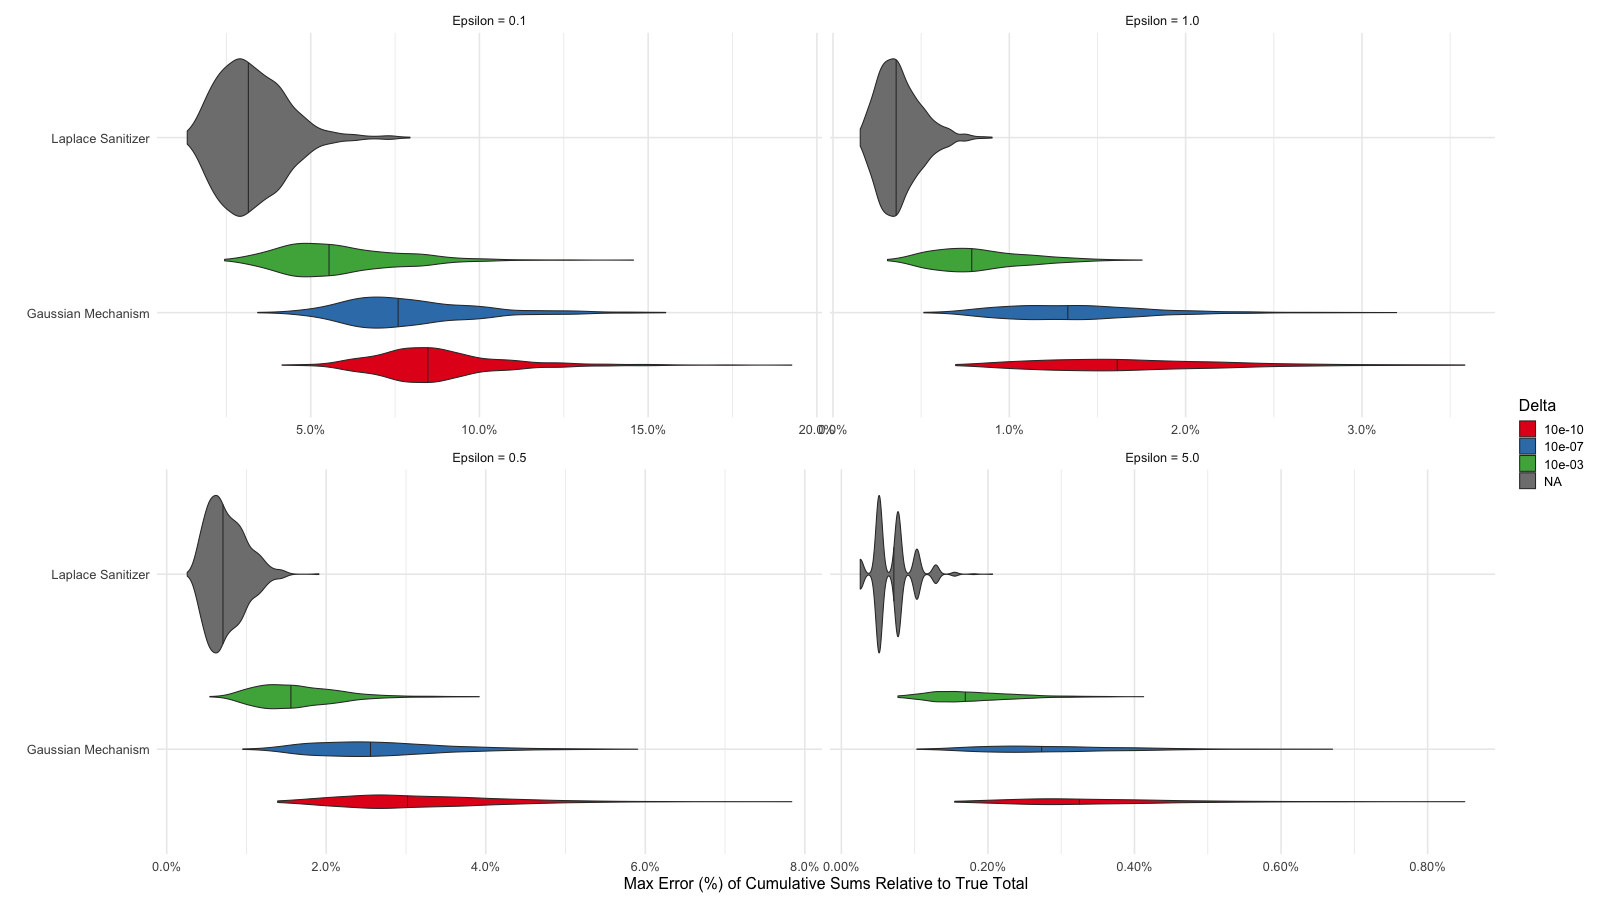 Epsilon = 0.1
Epsilon = 1.0
Laplace Sanitizer
Gaussian Mechanism
5.0%
10.0%
15.0%
20.0%
0.0%
1.0%
2.0%
3.0%
Epsilon = 0.5
Epsilon = 5.0
Laplace Sanitizer
Gaussian Mechanism
0.0%
2.0%
4.0%
6.0%
8.0%
0.00%
0.20%
0.40%
0.60%
0.80%
Max Error (%) of Cumulative Sums Relative to True Total
Delta
10e-10
10e-07
10e-03
NA